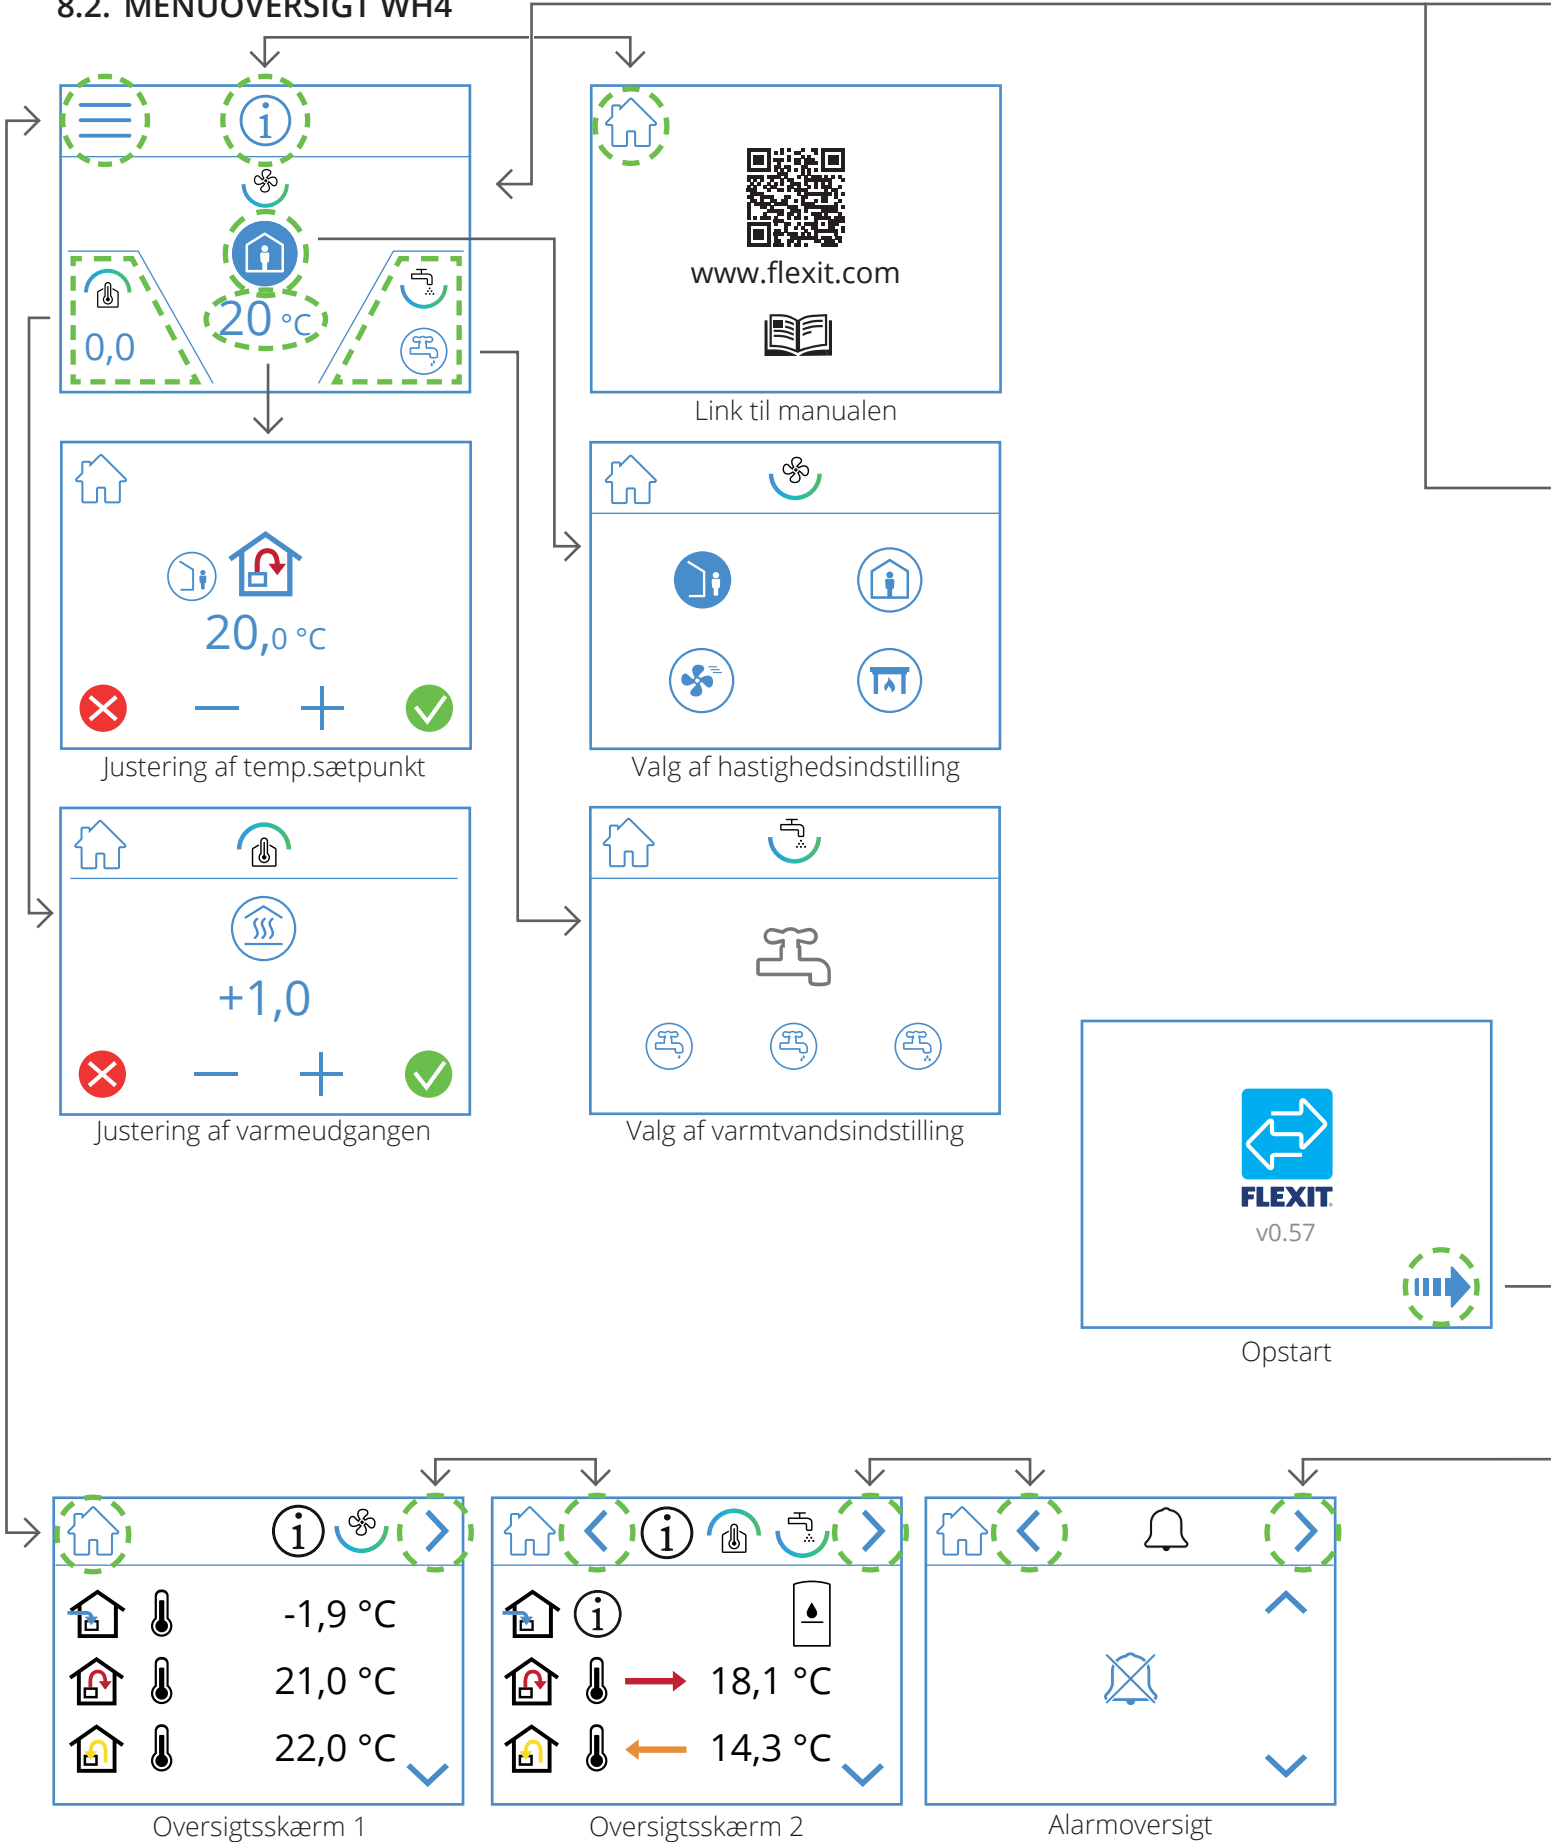 8.2. MENUOVERSIGT WH4
i
0,0
20 °C
www.flexit.com
Link til manualen
20,0 °C
Justering af temp.sætpunkt
Valg af hastighedsindstilling
+1,0
Justering af varmeudgangen
Valg af varmtvandsindstilling
FLEXIT
v0.57
Opstart
i
-1,9 °C
21,0 °C
22,0 °C
Oversigtsskærm 1
i
i
18,1 °C
14,3 °C
Oversigtsskærm 2
Alarmoversigt